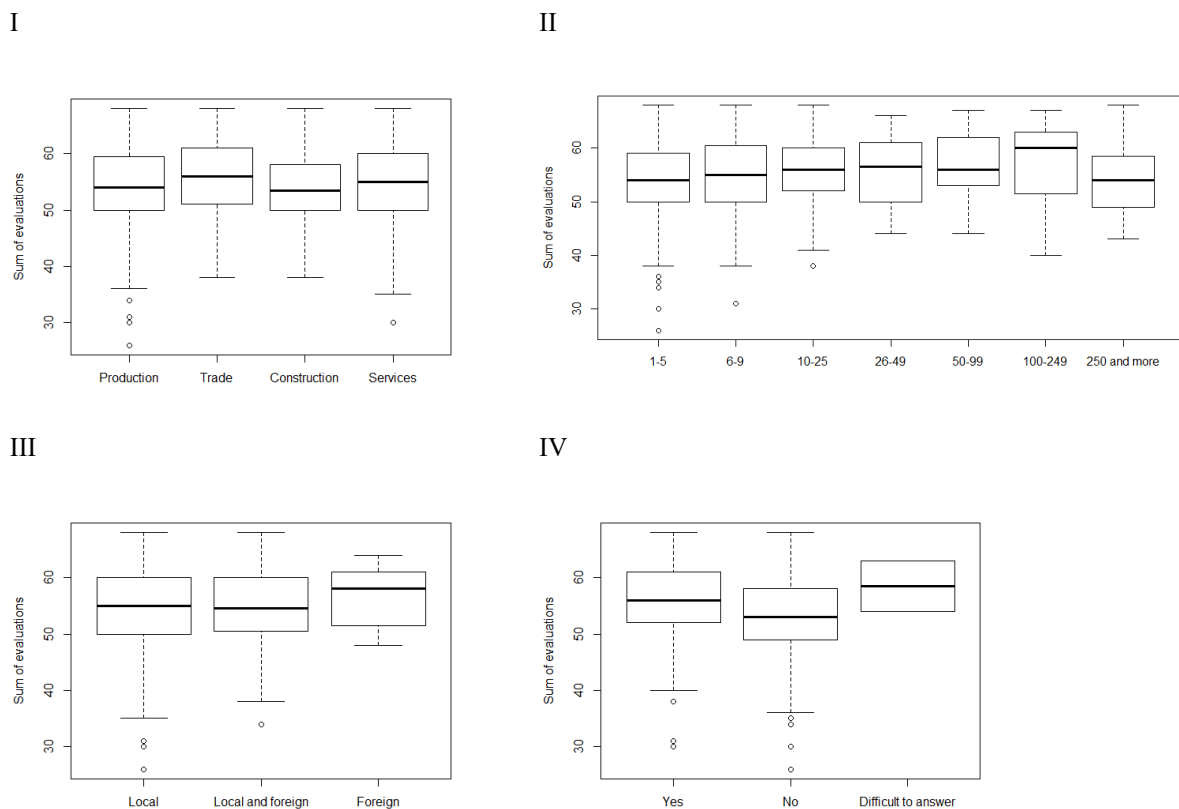 I
II
Sum of evaluations
30
40
50
60
Production Trade Construction Services
Sum of evaluations
30
40
50
60
1-5 6-9 10-25 26-49 50-99 100-249 250 and more
III
IV
Sum of evaluations
30
40
50
60
Local Local and foreign Foreign
Sum of evaluations
30
40
50
60
Yes No Difficult to answer